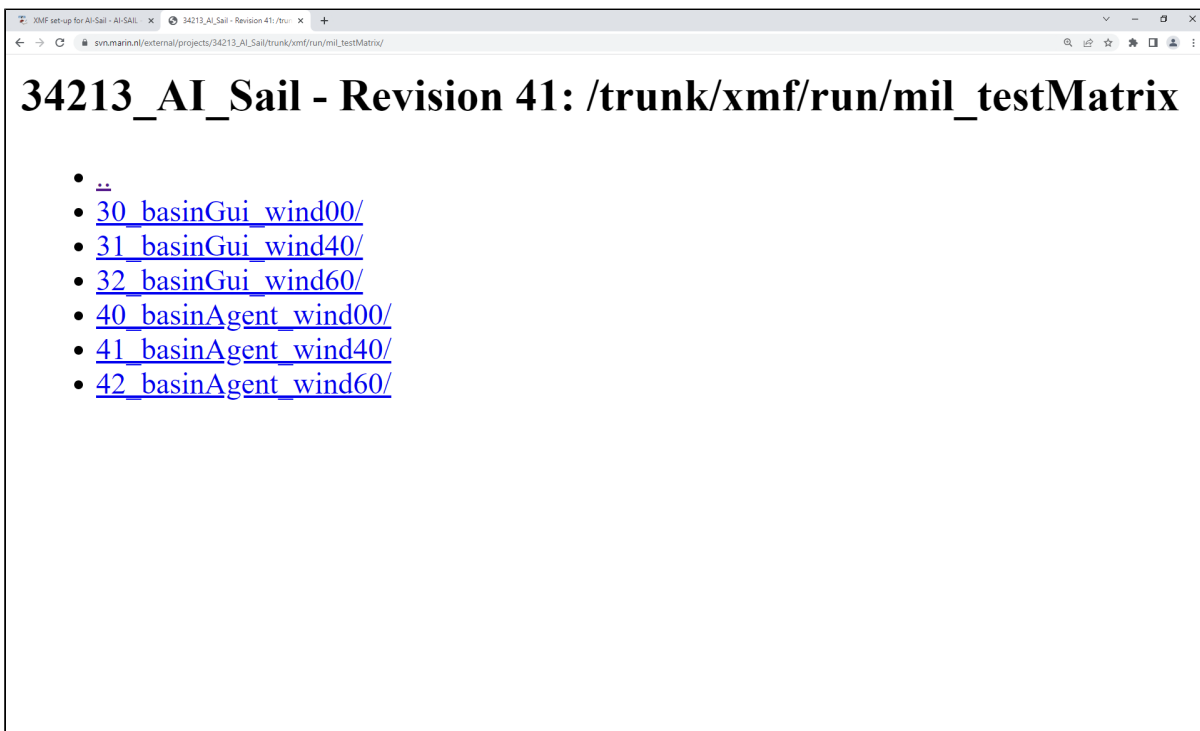 XMF set-up for AI-Sail - AI-SAIL -
34213_AI_Sail - Revision 41: /trun
svn.marin.nl/external/projects/34213_AI_Sail/trunk/xmf/run/mil_testMatrix/
34213_AI_Sail - Revision 41: /trunk/xmf/run/mil_testMatrix
..
30_basinGui_wind00/
31_basinGui_wind40/
32_basinGui_wind60/
40_basinAgent_wind00/
41_basinAgent_wind40/
42_basinAgent_wind60/